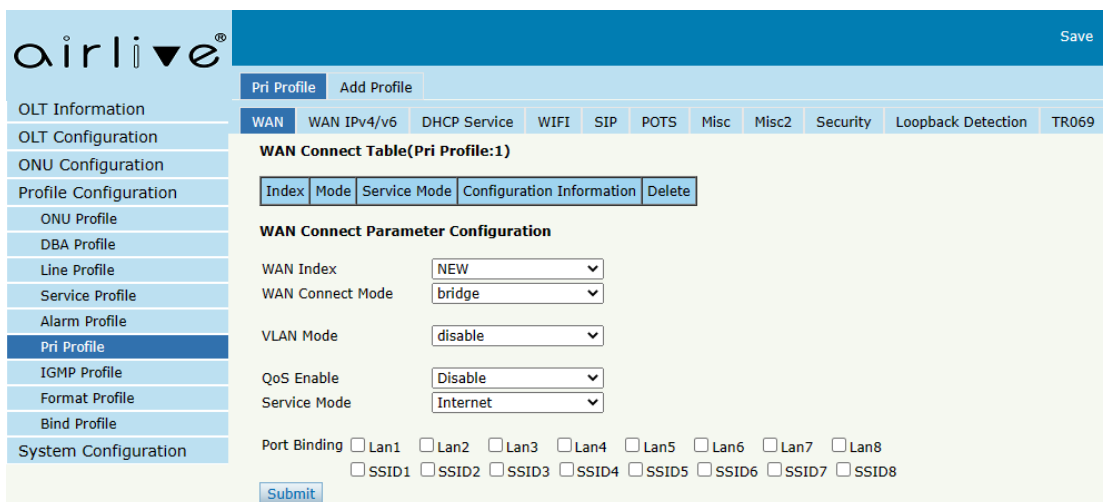 airlive®
Save
Pri Profile Add Profile
WAN WAN IPv4/v6 DHCP Service WIFI SIP POTS Misc Misc2 Security Loopback Detection TR069
OLT Information
OLT Configuration
ONU Configuration
Profile Configuration
ONU Profile
DBA Profile
Line Profile
Service Profile
Alarm Profile
Pri Profile
IGMP Profile
Format Profile
Bind Profile
System Configuration
WAN Connect Table(Pri Profile:1)
Index Mode Service Mode Configuration Information Delete
WAN Connect Parameter Configuration
WAN Index NEW
WAN Connect Mode bridge
VLAN Mode disable
QoS Enable Disable
Service Mode Internet
Port Binding Lan1 Lan2 Lan3 Lan4 Lan5 Lan6 Lan7 Lan8
SSID1 SSID2 SSID3 SSID4 SSID5 SSID6 SSID7 SSID8
Submit